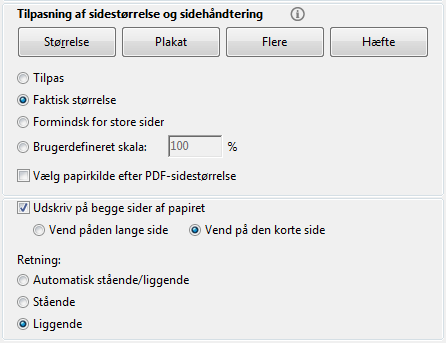 Tilpasning af sidestørrelse og sidehåndtering
Størrelse Plakat Flere Hæfte
Tilpas
Faktisk størrelse
Formindsk for store sider
Brugerdefineret skala: 100 %
Vælg papirkilde efter PDF-sidestørrelse
Udskriv på begge sider af papiret
Vend påden lange side Vend på den korte side
Retning:
Automatisk stående/liggende
Stående
Liggende